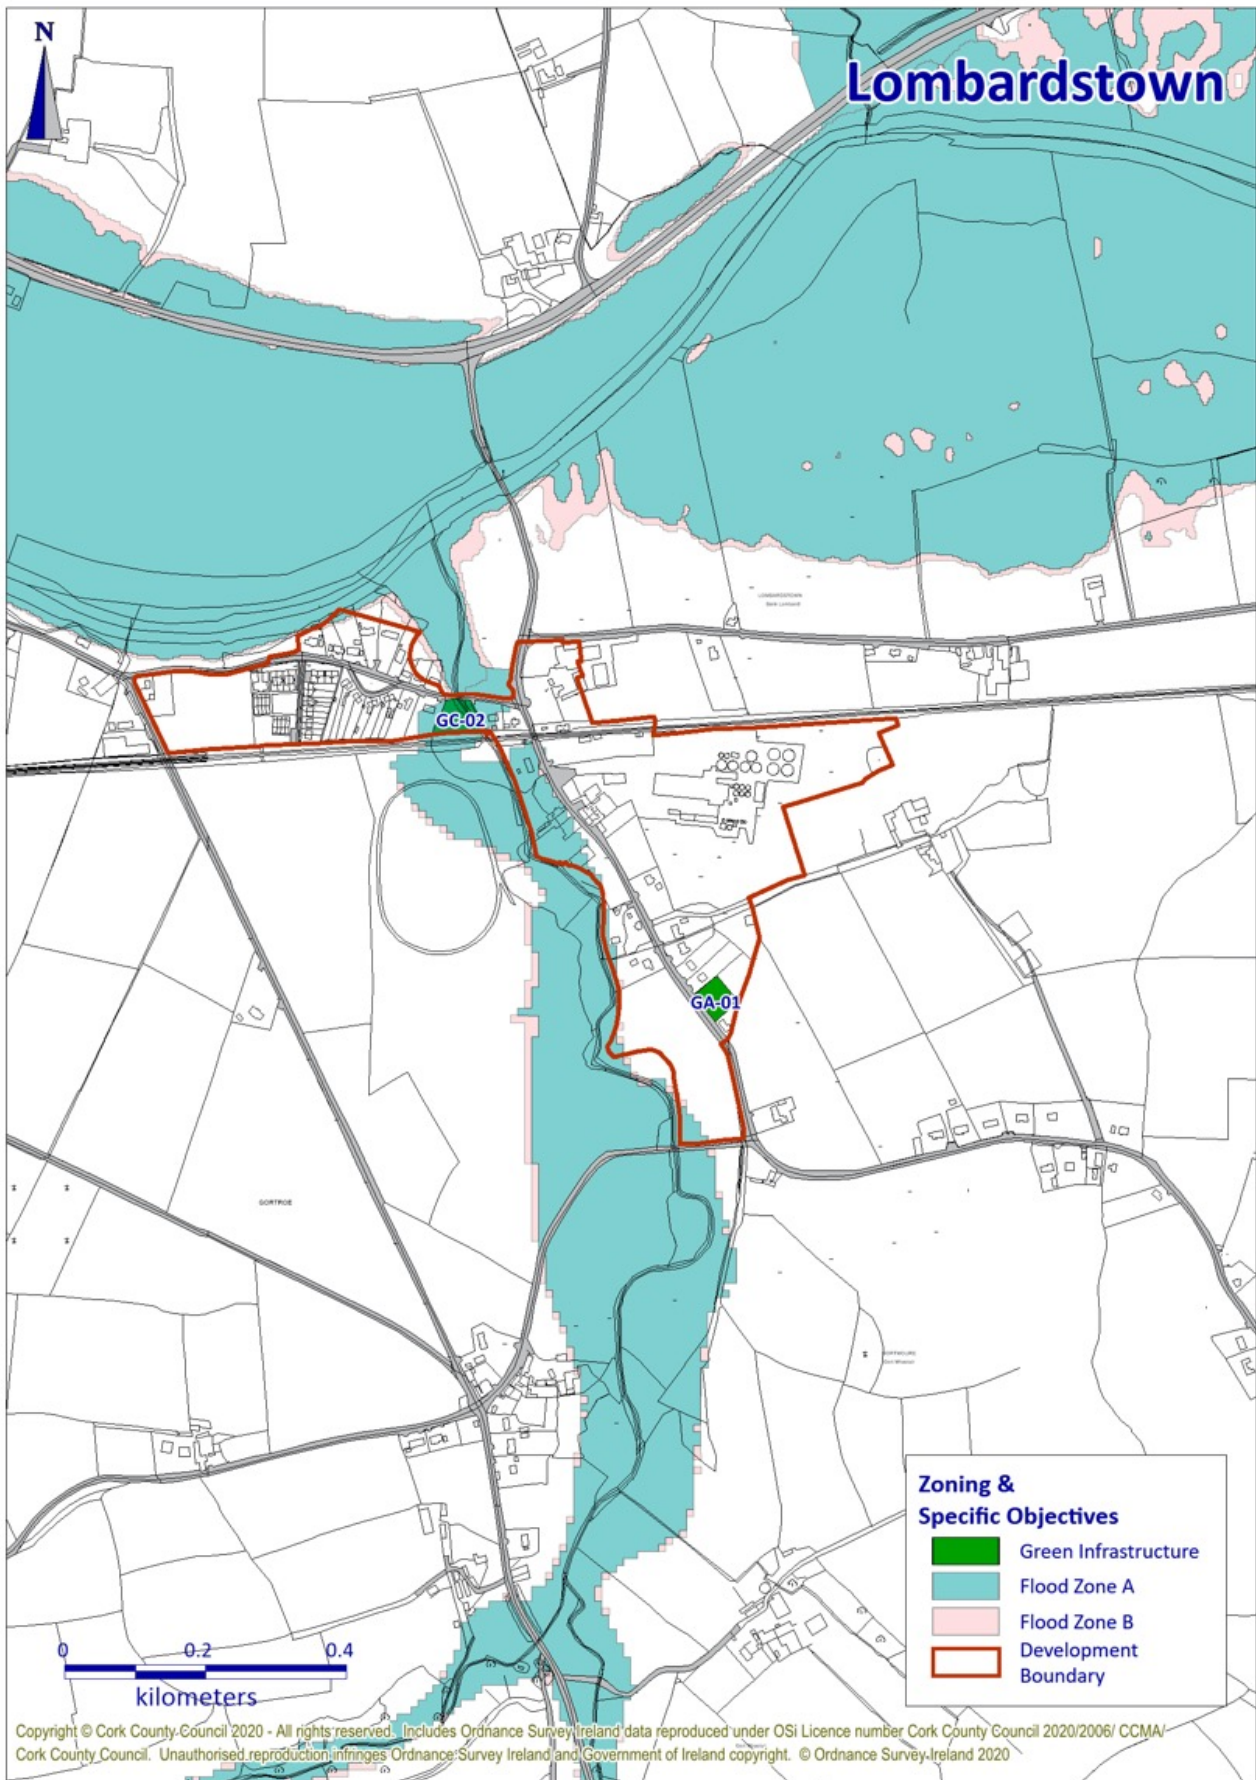 N
Lombardstown
LOMBARDSTOWN
GC-02
GA-01
GORTROE
Zoning &
Specific Objectives
Green Infrastructure
Flood Zone A
Flood Zone B
Development
Boundary
0 0.2 0.4
kilometers
Copyright © Cork County Council 2020 - All rights reserved. Includes Ordnance Survey Ireland data reproduced under OSi Licence number Cork County Council 2020/2006/ CCMA/
Cork County Council. Unauthorised reproduction infringes Ordnance Survey Ireland and Government of Ireland copyright. © Ordnance Survey Ireland 2020